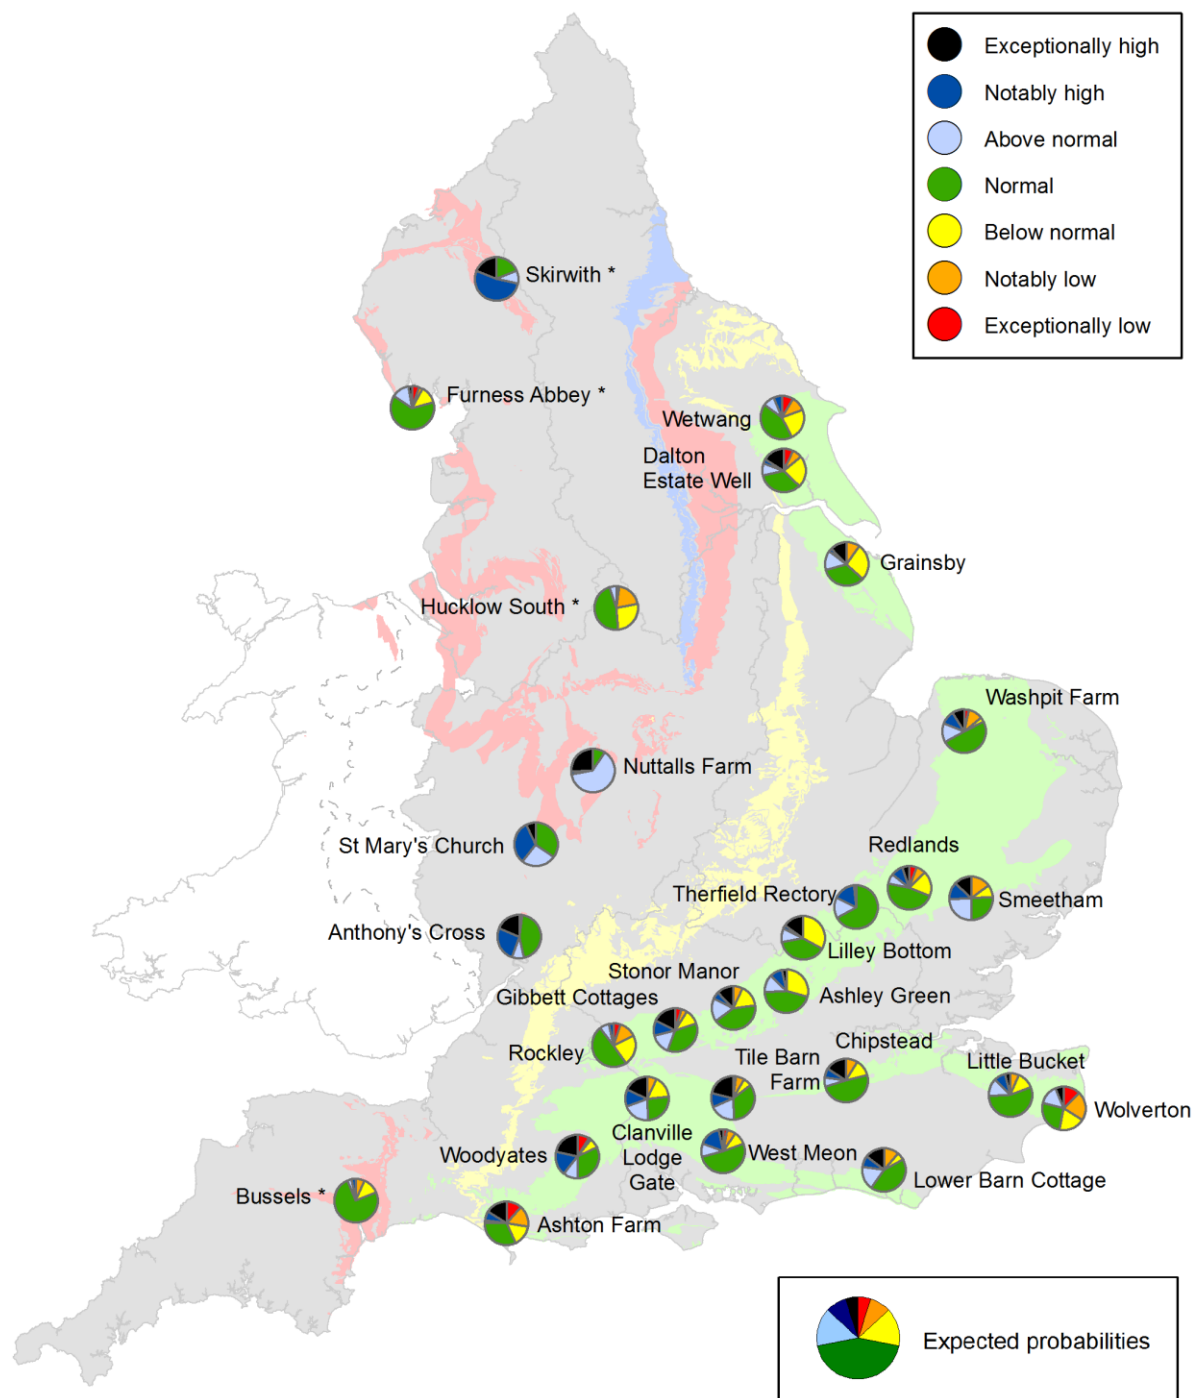 Exceptionally high
Notably high
Above normal
Normal
Below normal
Notably low
Exceptionally low
Skirwith *
Furness Abbey *
Wetwang
Dalton
Estate Well
Grainsby
Hucklow South *
Washpit Farm
Nuttalls Farm
St Mary's Church
Redlands
Therfield Rectory
Smeetham
Anthony's Cross
Lilley Bottom
Stonor Manor
Gibbett Cottages
Ashley Green
Rockley
Chipstead
Tile Barn
Farm
Little Bucket
Wolverton
Clanville
Lodge
Gate
Woodyates
West Meon
Lower Barn Cottage
Bussels *
Ashton Farm
Expected probabilities